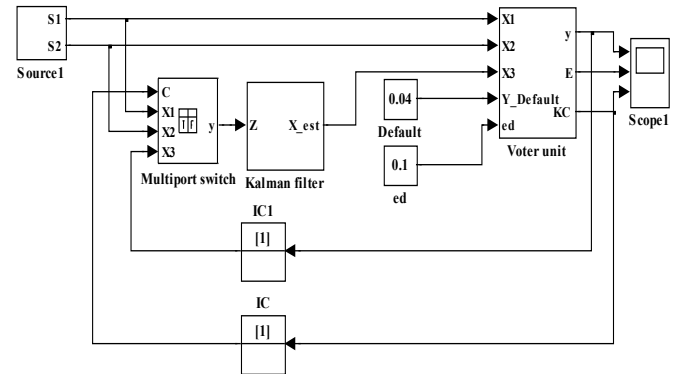 S1
S2
Source1
C
X1
X2
X3
y
Multiport switch
Z
X_est
Kalman filter
0.04
Default
0.1
ed
X1
X2
X3
Y_Default
ed
y
E
KC
Voter unit
Scope1
IC1
[1]
IC
[1]